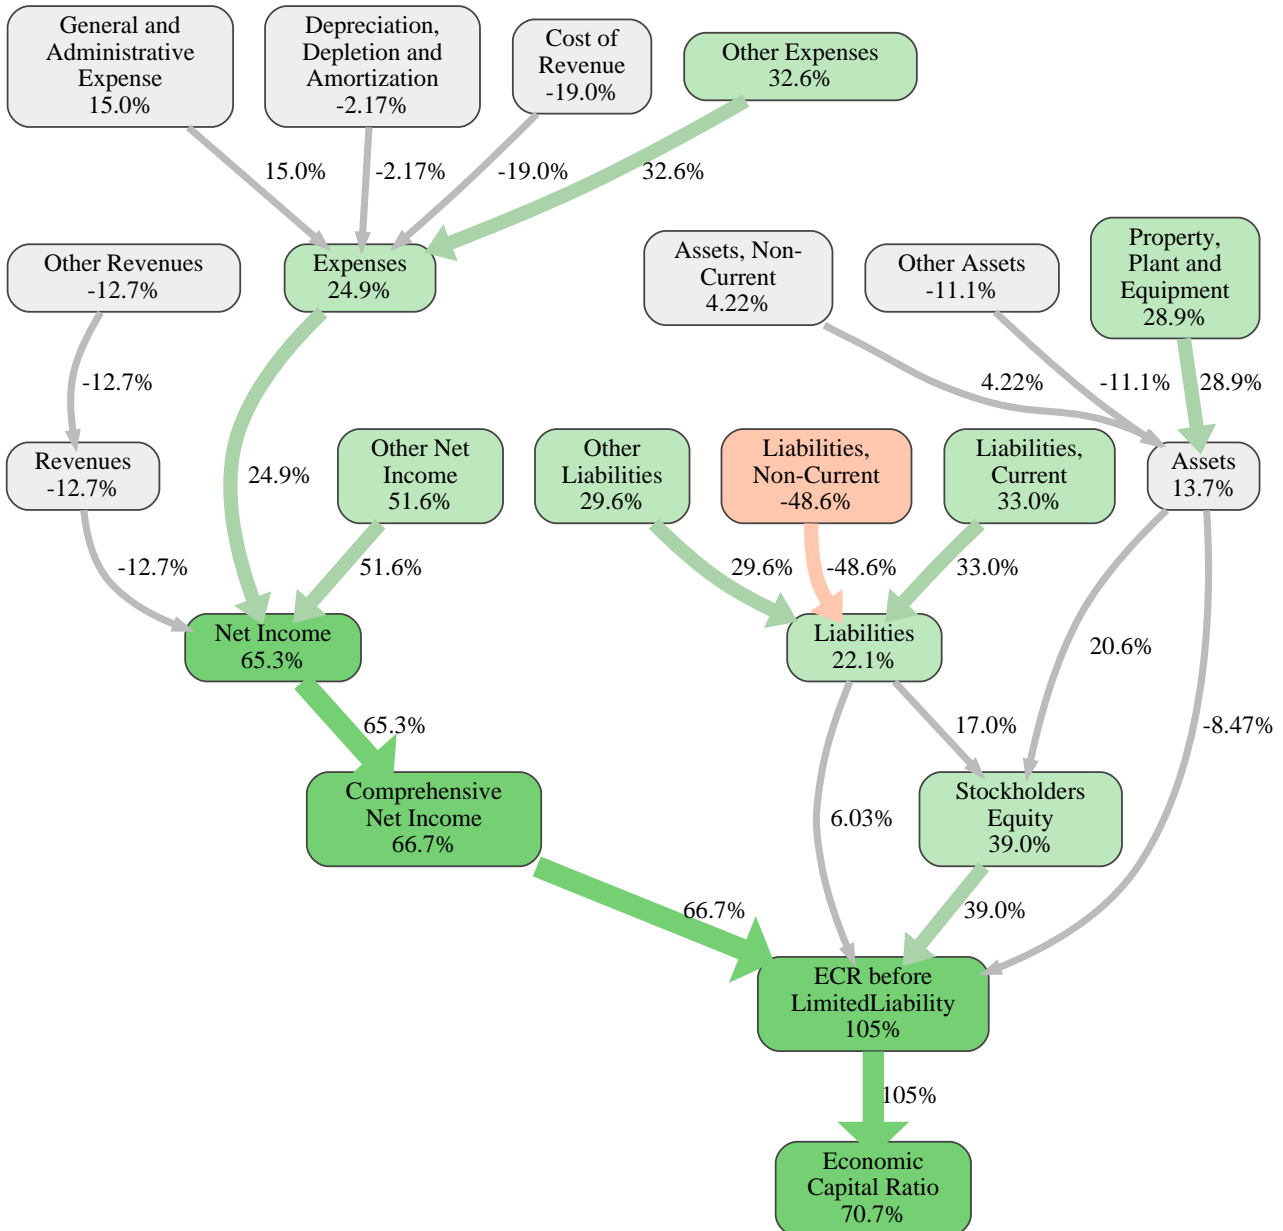 General and
Administrative
Expense
15.0%
Depreciation,
Depletion and
Amortization
-2.17%
Cost of
Revenue
-19.0%
Other Expenses
32.6%
15.0%
-2.17%
-19.0%
32.6%
Other Revenues
-12.7%
Expenses
24.9%
Assets, Non-
Current
4.22%
Other Assets
-11.1%
Property,
Plant and
Equipment
28.9%
-12.7%
4.22%
-11.1%
28.9%
Revenues
-12.7%
24.9%
Other Net
Income
51.6%
Other
Liabilities
29.6%
Liabilities,
Non-Current
-48.6%
Liabilities,
Current
33.0%
Assets
13.7%
-12.7%
51.6%
29.6%
-48.6%
33.0%
Net Income
65.3%
Liabilities
22.1%
20.6%
65.3%
17.0%
-8.47%
Comprehensive
Net Income
66.7%
6.03%
Stockholders
Equity
39.0%
66.7%
39.0%
ECR before
LimitedLiability
105%
105%
Economic
Capital Ratio
70.7%